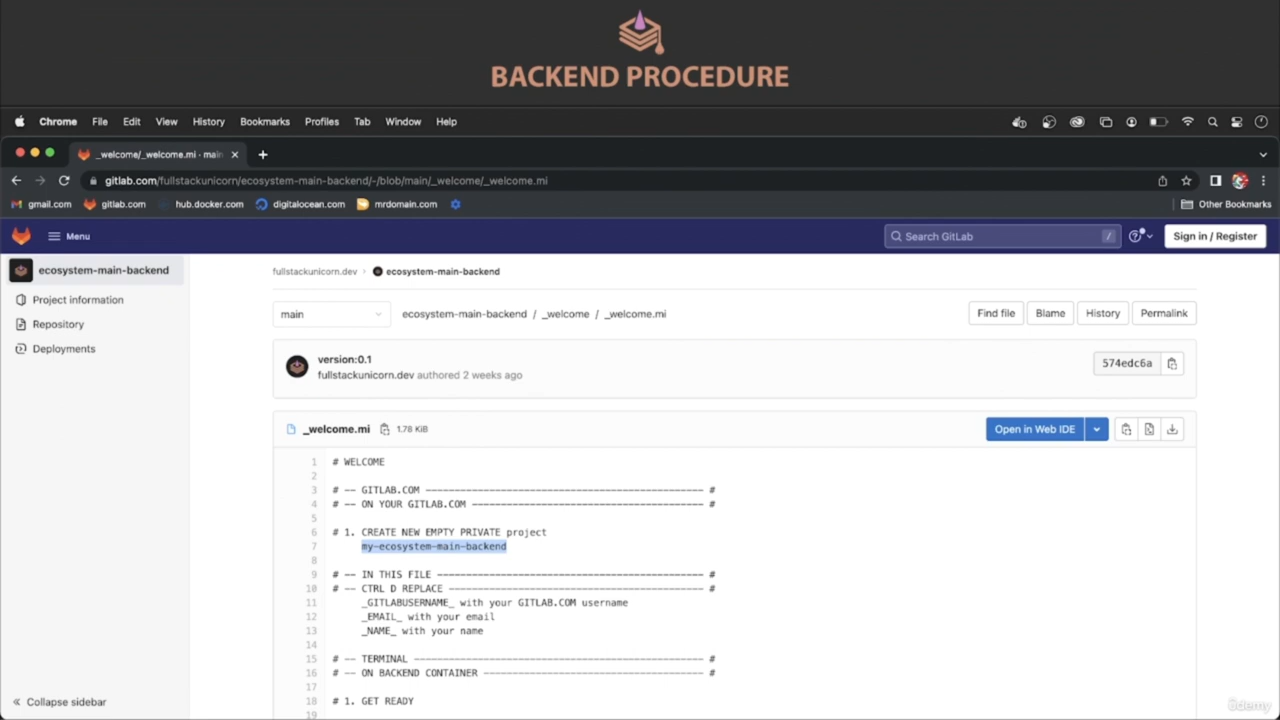 BACKEND PROCEDURE
Chrome File Edit View History Bookmarks Profiles Tab Window Help
_welcome/_welcome.mi · main
gitlab.com/fullstackunicorn/ecosystem-main-backend/-/blob/main/_welcome/_welcome.mi
gmail.com gitlab.com hub.docker.com digitalocean.com mrdomain.com Other Bookmarks
Menu Search GitLab / Sign in / Register
ecosystem-main-backend
Project information
Repository
Deployments
Collapse sidebar
fullstackunicorn.dev > ecosystem-main-backend
main ecosystem-main-backend / _welcome / _welcome.mi Find file Blame History Permalink
version:0.1
fullstackunicorn.dev authored 2 weeks ago
574edc6a
_welcome.mi 1.78 KiB Open in Web IDE
1 # WELCOME
2
3 # -- GITLAB.COM ------------------------------------------------ #
4 # -- ON YOUR GITLAB.COM ---------------------------------------- #
5
6 # 1. CREATE NEW EMPTY PRIVATE project
7 my-ecosystem-main-backend
8
9 # -- IN THIS FILE ---------------------------------------------- #
10 # -- CTRL D REPLACE -------------------------------------------- #
11 _GITLABUSERNAME_ with your GITLAB.COM username
12 _EMAIL_ with your email
13 _NAME_ with your name
14
15 # -- TERMINAL -------------------------------------------------- #
16 # -- ON BACKEND CONTAINER -------------------------------------- #
17
18 # 1. GET READY
19
ûdemy